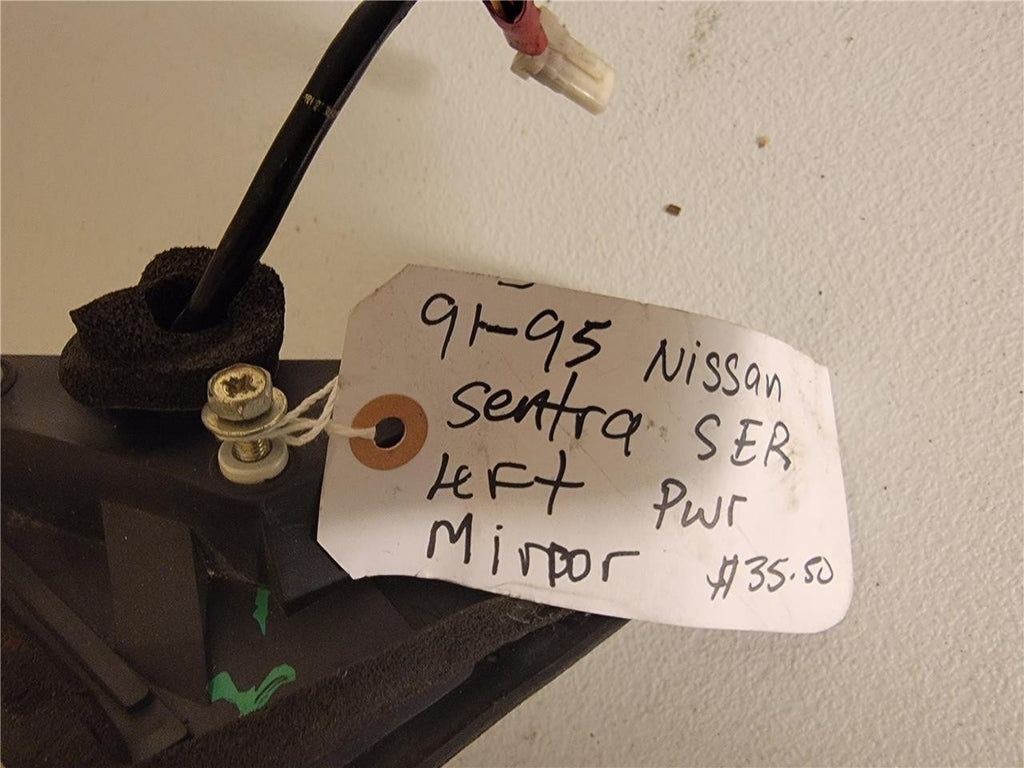 91-95 Nissan
Sentra SER
Left Pwr
Mirror $35.50